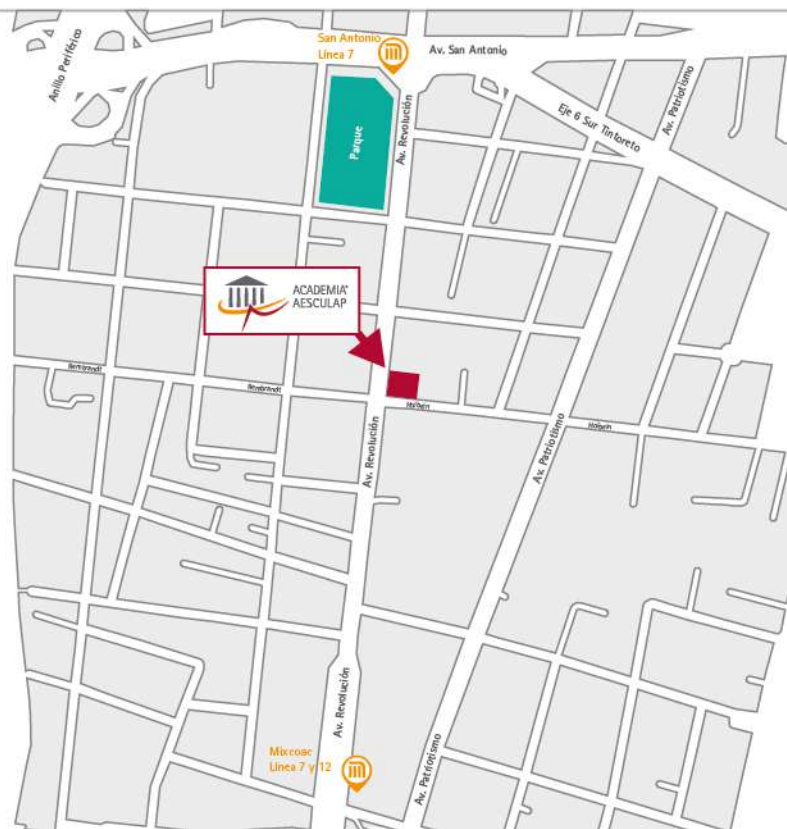 San Antonio
Línea 7
Av. San Antonio
Anillo Periférico
Av. Patriotismo
Eje 6 Sur Tintoreto
Parque
Av. Revolución
ACADEMIA
AESCULAP
Rembrandt
Rembrandt
Holbein
Holbein
Av. Revolución
Av. Patriotismo
Av. Revolución
Mixcoac
Línea 7 y 12
Av. Patriotismo